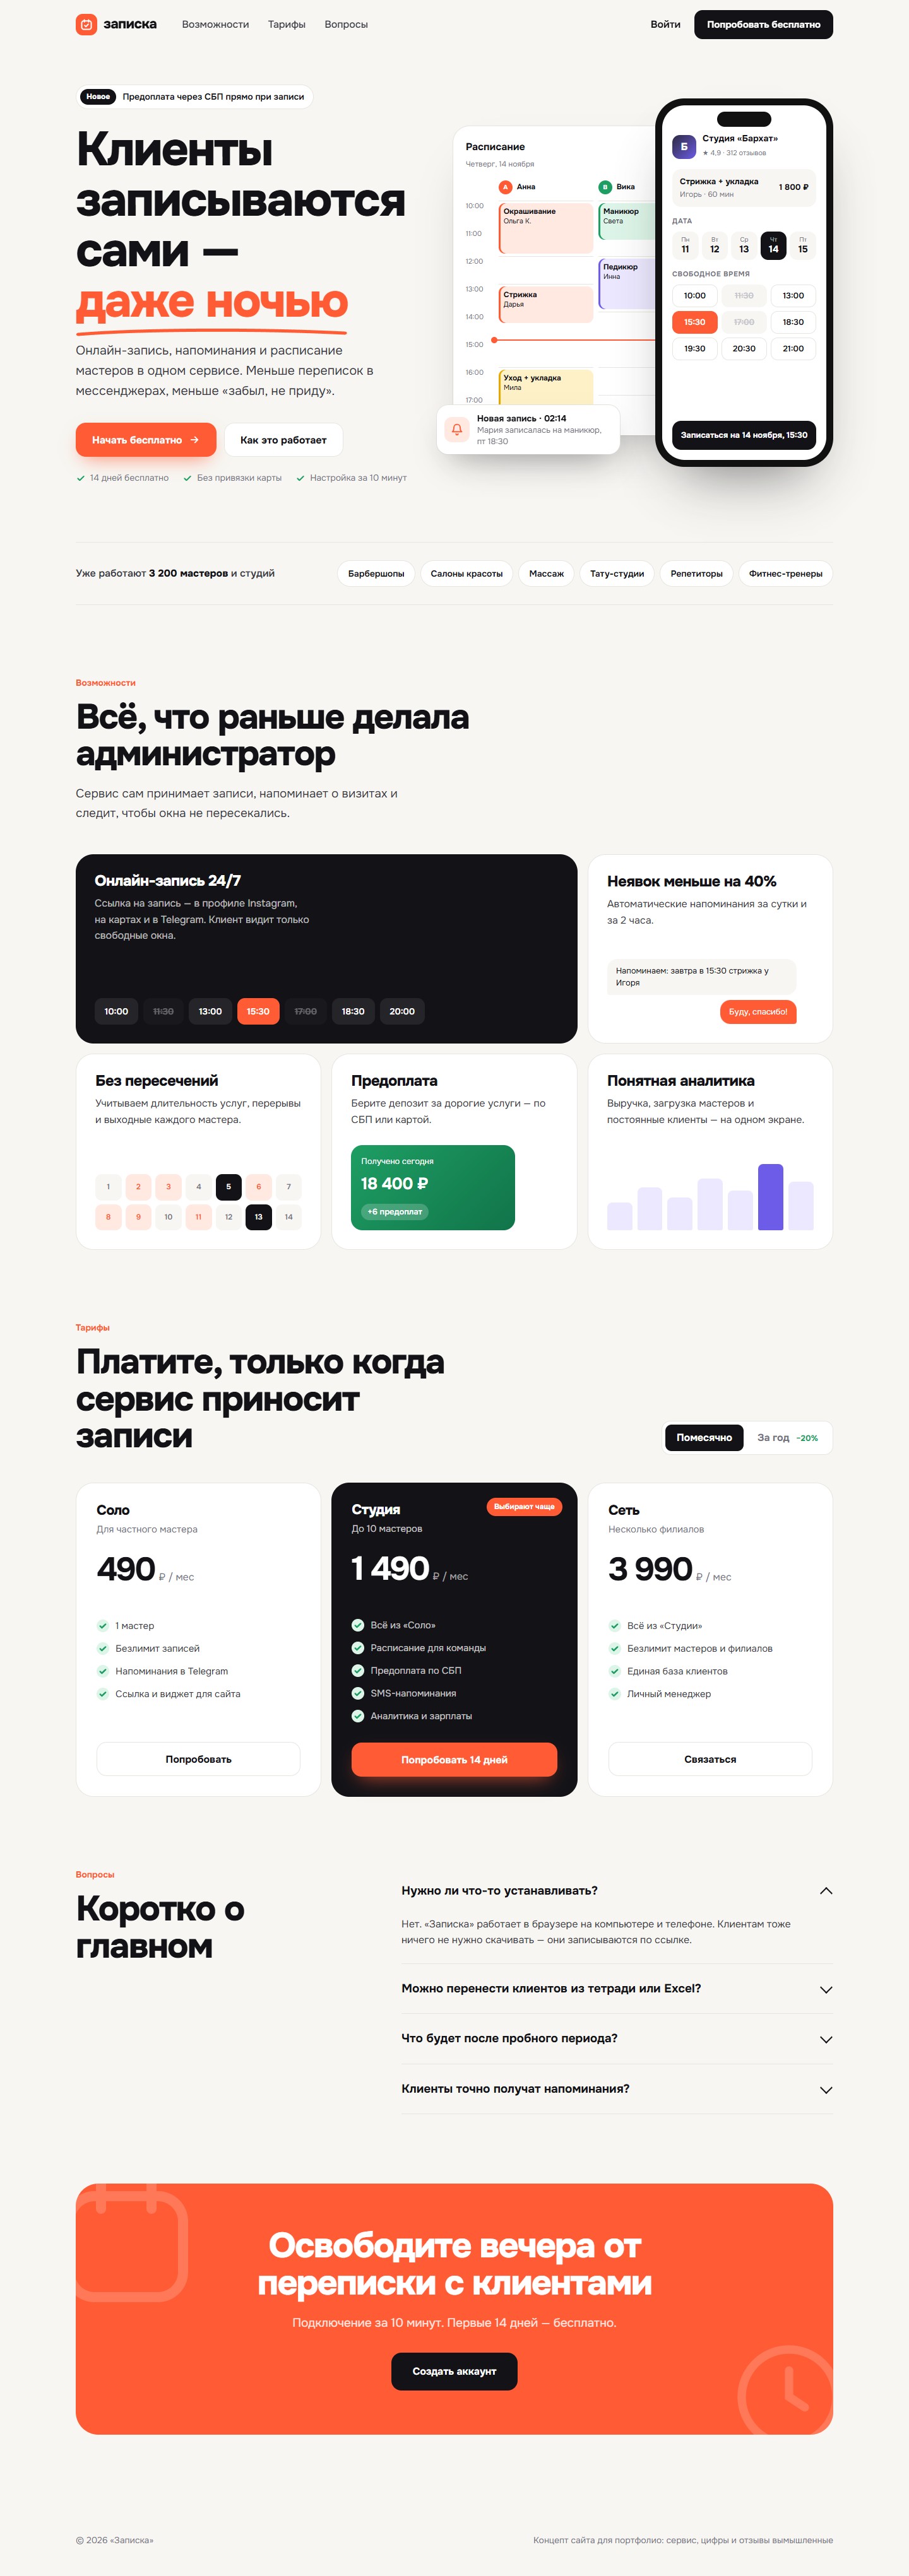 записка
Возможности
Тарифы
Вопросы
Войти
Попробовать бесплатно
Новое
Предоплата через СБП прямо при записи
Клиенты
записываются
сами —
даже ночью
Онлайн-запись, напоминания и расписание
мастеров в одном сервисе. Меньше переписок в
мессенджерах, меньше «забыл, не приду».
Начать бесплатно →
Как это работает
14 дней бесплатно
Без привязки карты
Настройка за 10 минут
Расписание
Четверг, 14 ноября
А Анна
В Вика
10:00
11:00
12:00
13:00
14:00
15:00
16:00
17:00
Окрашивание
Ольга К.
Стрижка
Дарья
Уход + укладка
Мила
Маникюр
Света
Педикюр
Инна
Новая запись · 02:14
Мария записалась на маникюр,
пт 18:30
Б
Студия «Бархат»
★ 4,9 · 312 отзывов
Стрижка + укладка
Игорь · 60 мин
1 800 ₽
ДАТА
Пн Вт Ср Чт Пт
11 12 13 14 15
СВОБОДНОЕ ВРЕМЯ
10:00 11:30 13:00
15:30 17:00 18:30
19:30 20:30 21:00
Записаться на 14 ноября, 15:30
Уже работают 3 200 мастеров и студий
Барбершопы
Салоны красоты
Массаж
Тату-студии
Репетиторы
Фитнес-тренеры
Возможности
Всё, что раньше делала
администратор
Сервис сам принимает записи, напоминает о визитах и
следит, чтобы окна не пересекались.
Онлайн-запись 24/7
Ссылка на запись — в профиле Instagram,
на картах и в Telegram. Клиент видит только
свободные окна.
10:00 11:30 13:00 15:30 17:00 18:30 20:00
Неявок меньше на 40%
Автоматические напоминания за сутки и
за 2 часа.
Напоминаем: завтра в 15:30 стрижка у
Игоря
Буду, спасибо!
Без пересечений
Учитываем длительность услуг, перерывы
и выходные каждого мастера.
1 2 3 4 5 6 7
8 9 10 11 12 13 14
Предоплата
Берите депозит за дорогие услуги — по
СБП или картой.
Получено сегодня
18 400 ₽
+6 предоплат
Понятная аналитика
Выручка, загрузка мастеров и
постоянные клиенты — на одном экране.
Тарифы
Платите, только когда
сервис приносит
записи
Помесячно
За год −20%
Соло
Для частного мастера
490 ₽ / мес
1 мастер
Безлимит записей
Напоминания в Telegram
Ссылка и виджет для сайта
Попробовать
Студия
Выбирают чаще
До 10 мастеров
1 490 ₽ / мес
Всё из «Соло»
Расписание для команды
Предоплата по СБП
SMS-напоминания
Аналитика и зарплаты
Попробовать 14 дней
Сеть
Несколько филиалов
3 990 ₽ / мес
Всё из «Студии»
Безлимит мастеров и филиалов
Единая база клиентов
Личный менеджер
Связаться
Вопросы
Коротко о
главном
Нужно ли что-то устанавливать?
Нет. «Записка» работает в браузере на компьютере и телефоне. Клиентам тоже
ничего не нужно скачивать — они записываются по ссылке.
Можно перенести клиентов из тетради или Excel?
Что будет после пробного периода?
Клиенты точно получат напоминания?
Освободите вечера от
переписки с клиентами
Подключение за 10 минут. Первые 14 дней — бесплатно.
Создать аккаунт
© 2026 «Записка»
Концепт сайта для портфолио: сервис, цифры и отзывы вымышленные